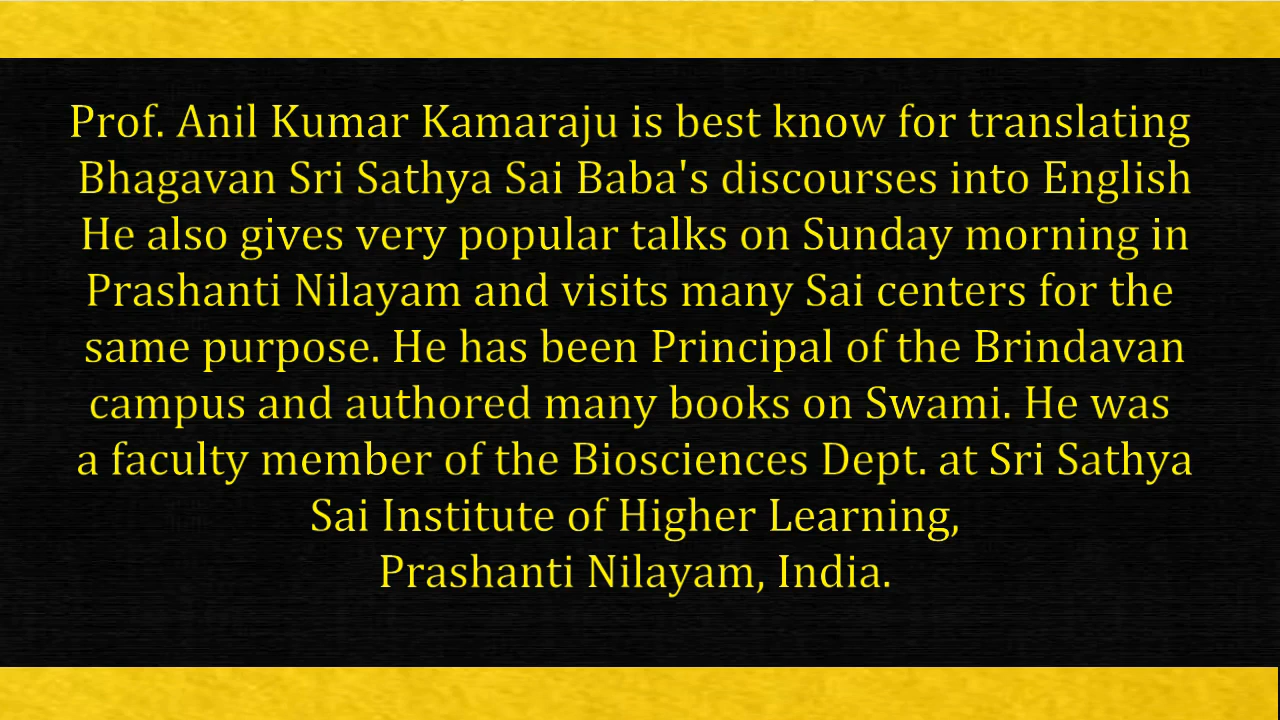 Prof. Anil Kumar Kamaraju is best know for translating
Bhagavan Sri Sathya Sai Baba's discourses into English
He also gives very popular talks on Sunday morning in
Prashanti Nilayam and visits many Sai centers for the
same purpose. He has been Principal of the Brindavan
campus and authored many books on Swami. He was
a faculty member of the Biosciences Dept. at Sri Sathya
Sai Institute of Higher Learning,
Prashanti Nilayam, India.